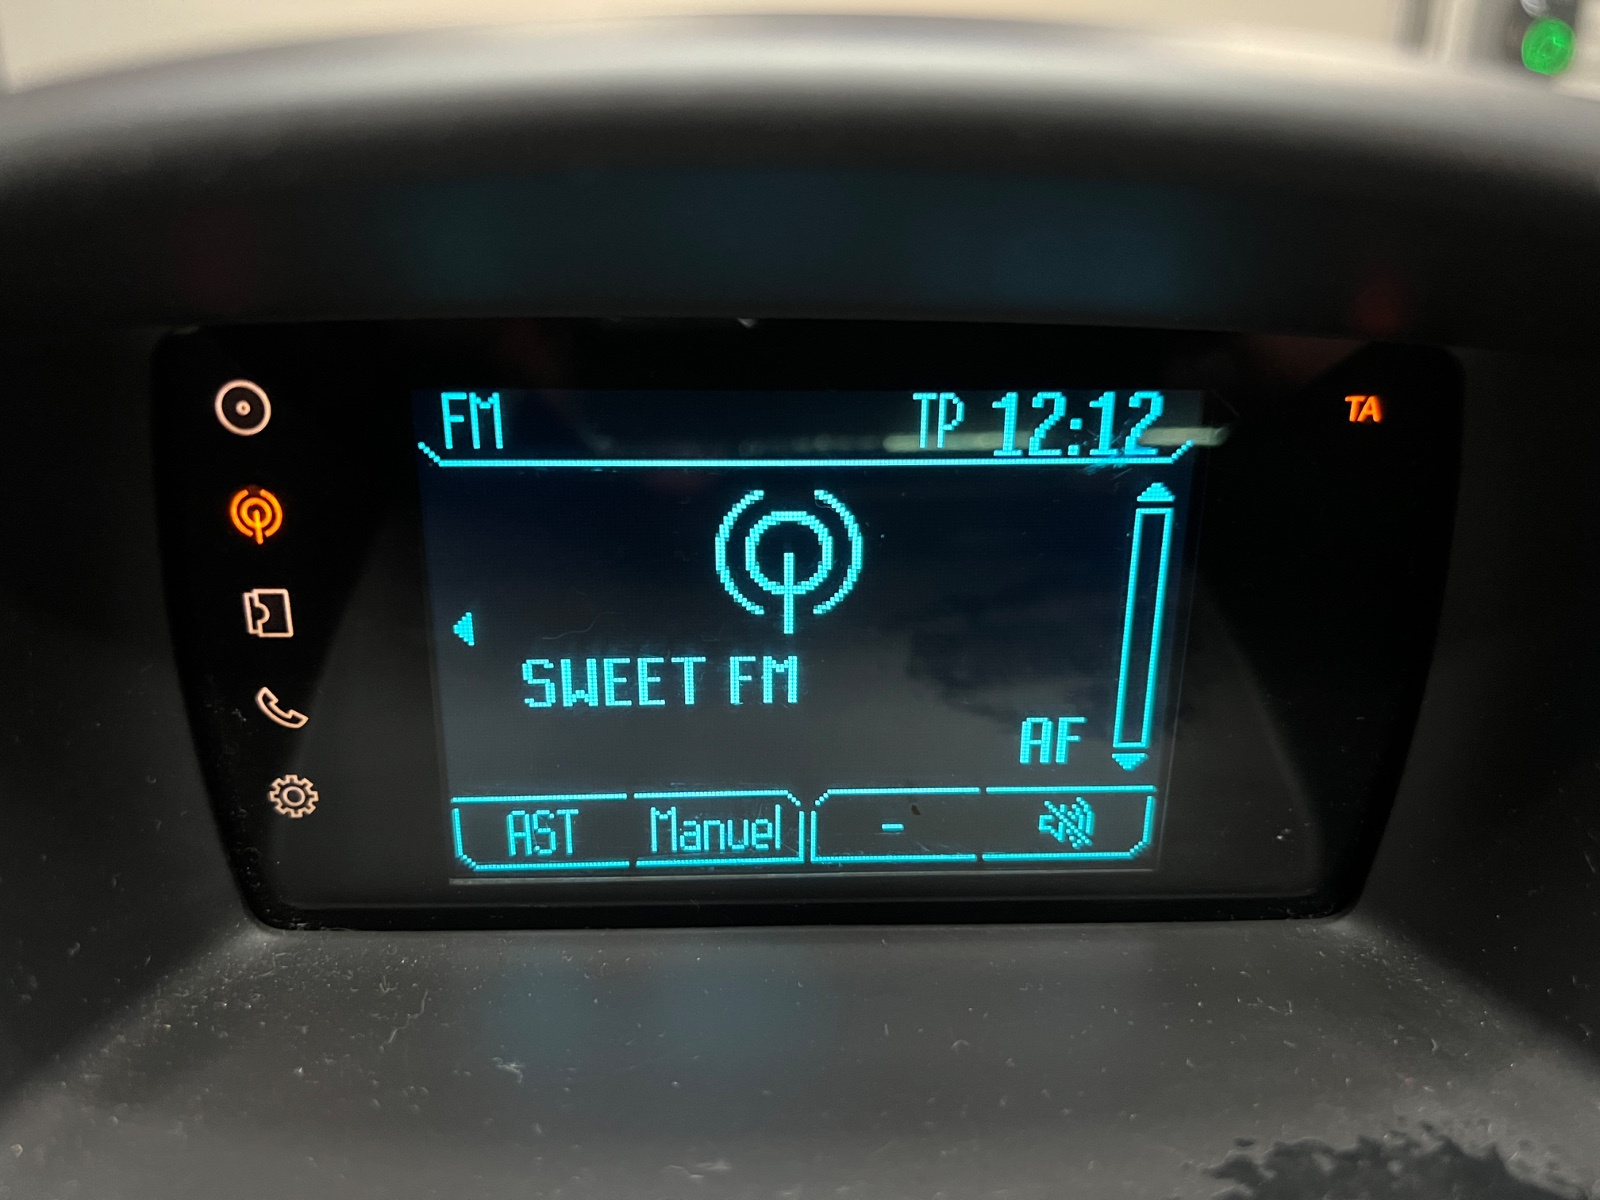 FM TP 12:12 TA
SWEET FM
AF
AST Manuel -